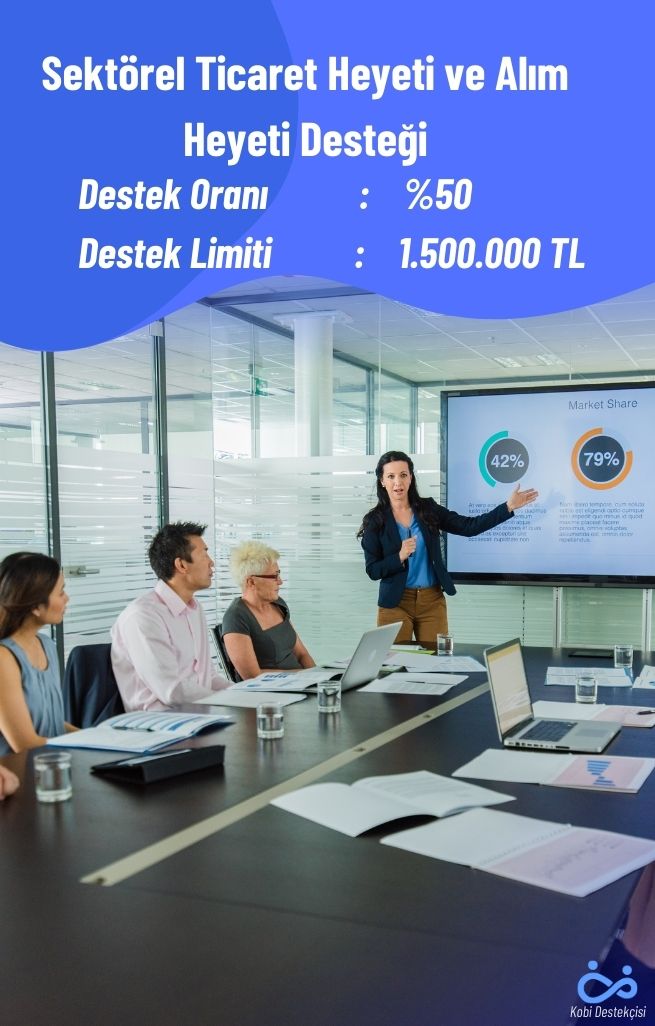 Sektörel Ticaret Heyeti ve Alım
Heyeti Desteği
Destek Oranı : %50
Destek Limiti : 1.500.000 TL
Market Share
42%
79%
Kobi Destekçisi